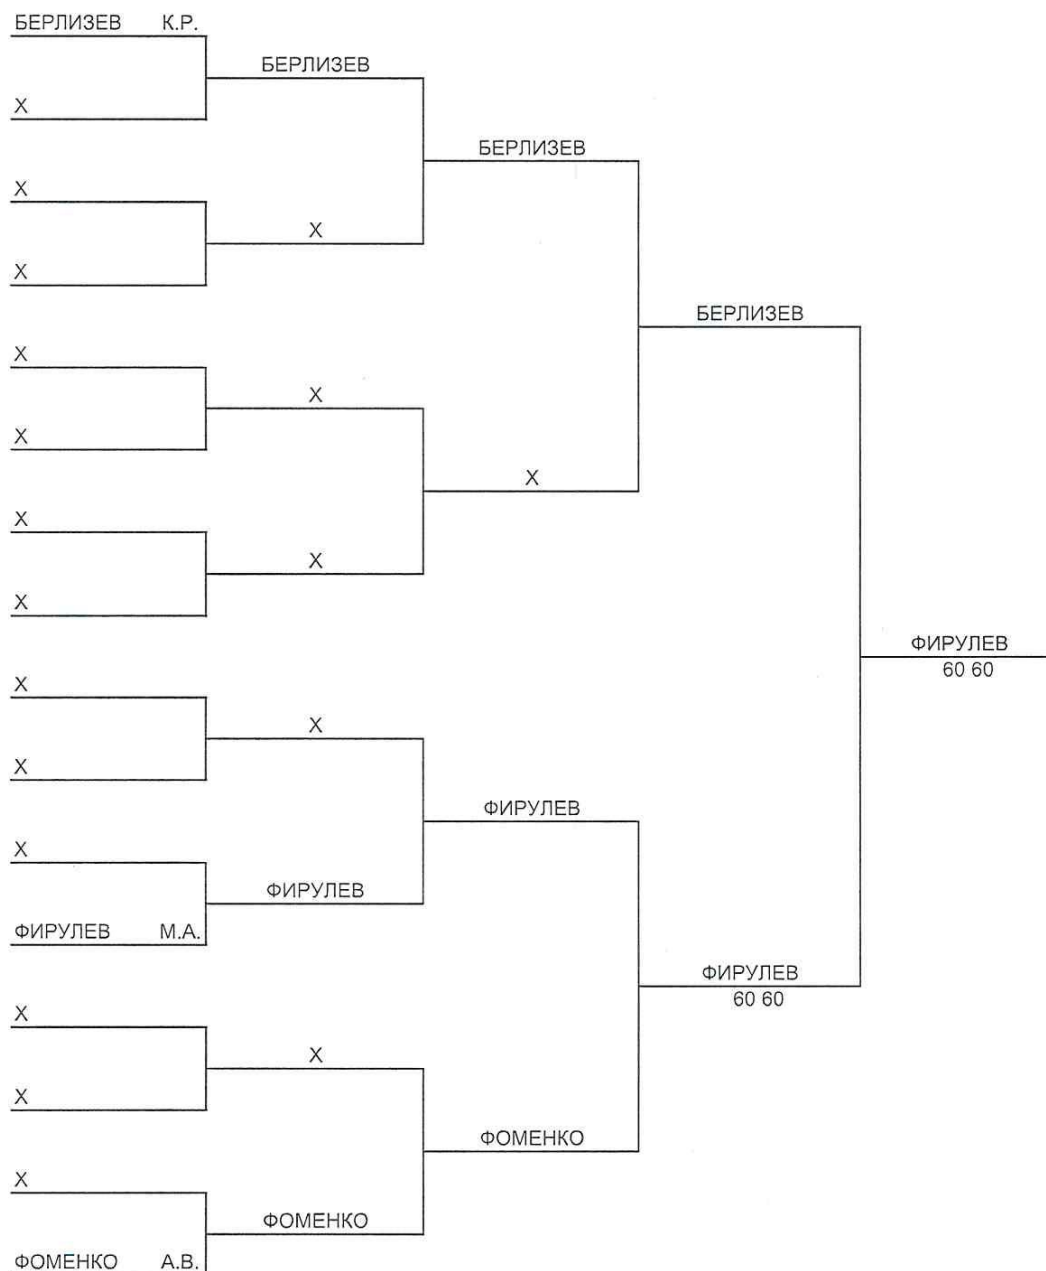 БЕРЛИЗЕВ К.Р.
БЕРЛИЗЕВ
X
БЕРЛИЗЕВ
X
X
X
БЕРЛИЗЕВ
X
X
X
X
X
X
X
ФИРУЛЕВ
60 60
X
X
X
ФИРУЛЕВ
X
ФИРУЛЕВ
ФИРУЛЕВ М.А.
ФИРУЛЕВ
60 60
X
X
X
ФОМЕНКО
X
ФОМЕНКО
ФОМЕНКО А.В.